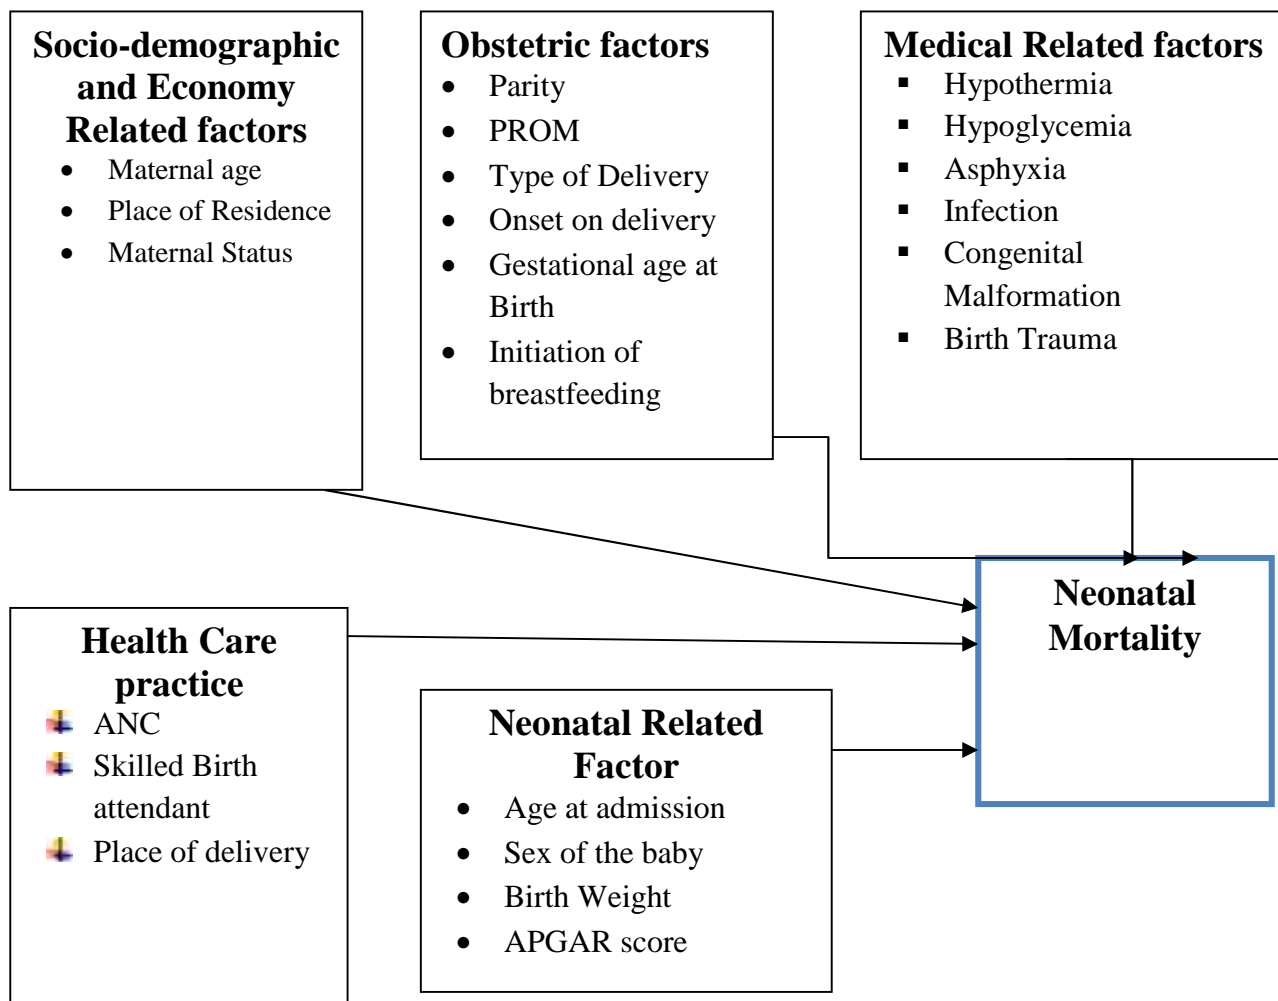 Socio-demographic
and Economy
Related factors
• Maternal age
• Place of Residence
• Maternal Status
Obstetric factors
• Parity
• PROM
• Type of Delivery
• Onset on delivery
• Gestational age at
Birth
• Initiation of
breastfeeding
Medical Related factors
▪ Hypothermia
▪ Hypoglycemia
▪ Asphyxia
▪ Infection
▪ Congenital
Malformation
▪ Birth Trauma
Health Care
practice
ANC
Skilled Birth
attendant
Place of delivery
Neonatal Related
Factor
• Age at admission
• Sex of the baby
• Birth Weight
• APGAR score
Neonatal
Mortality